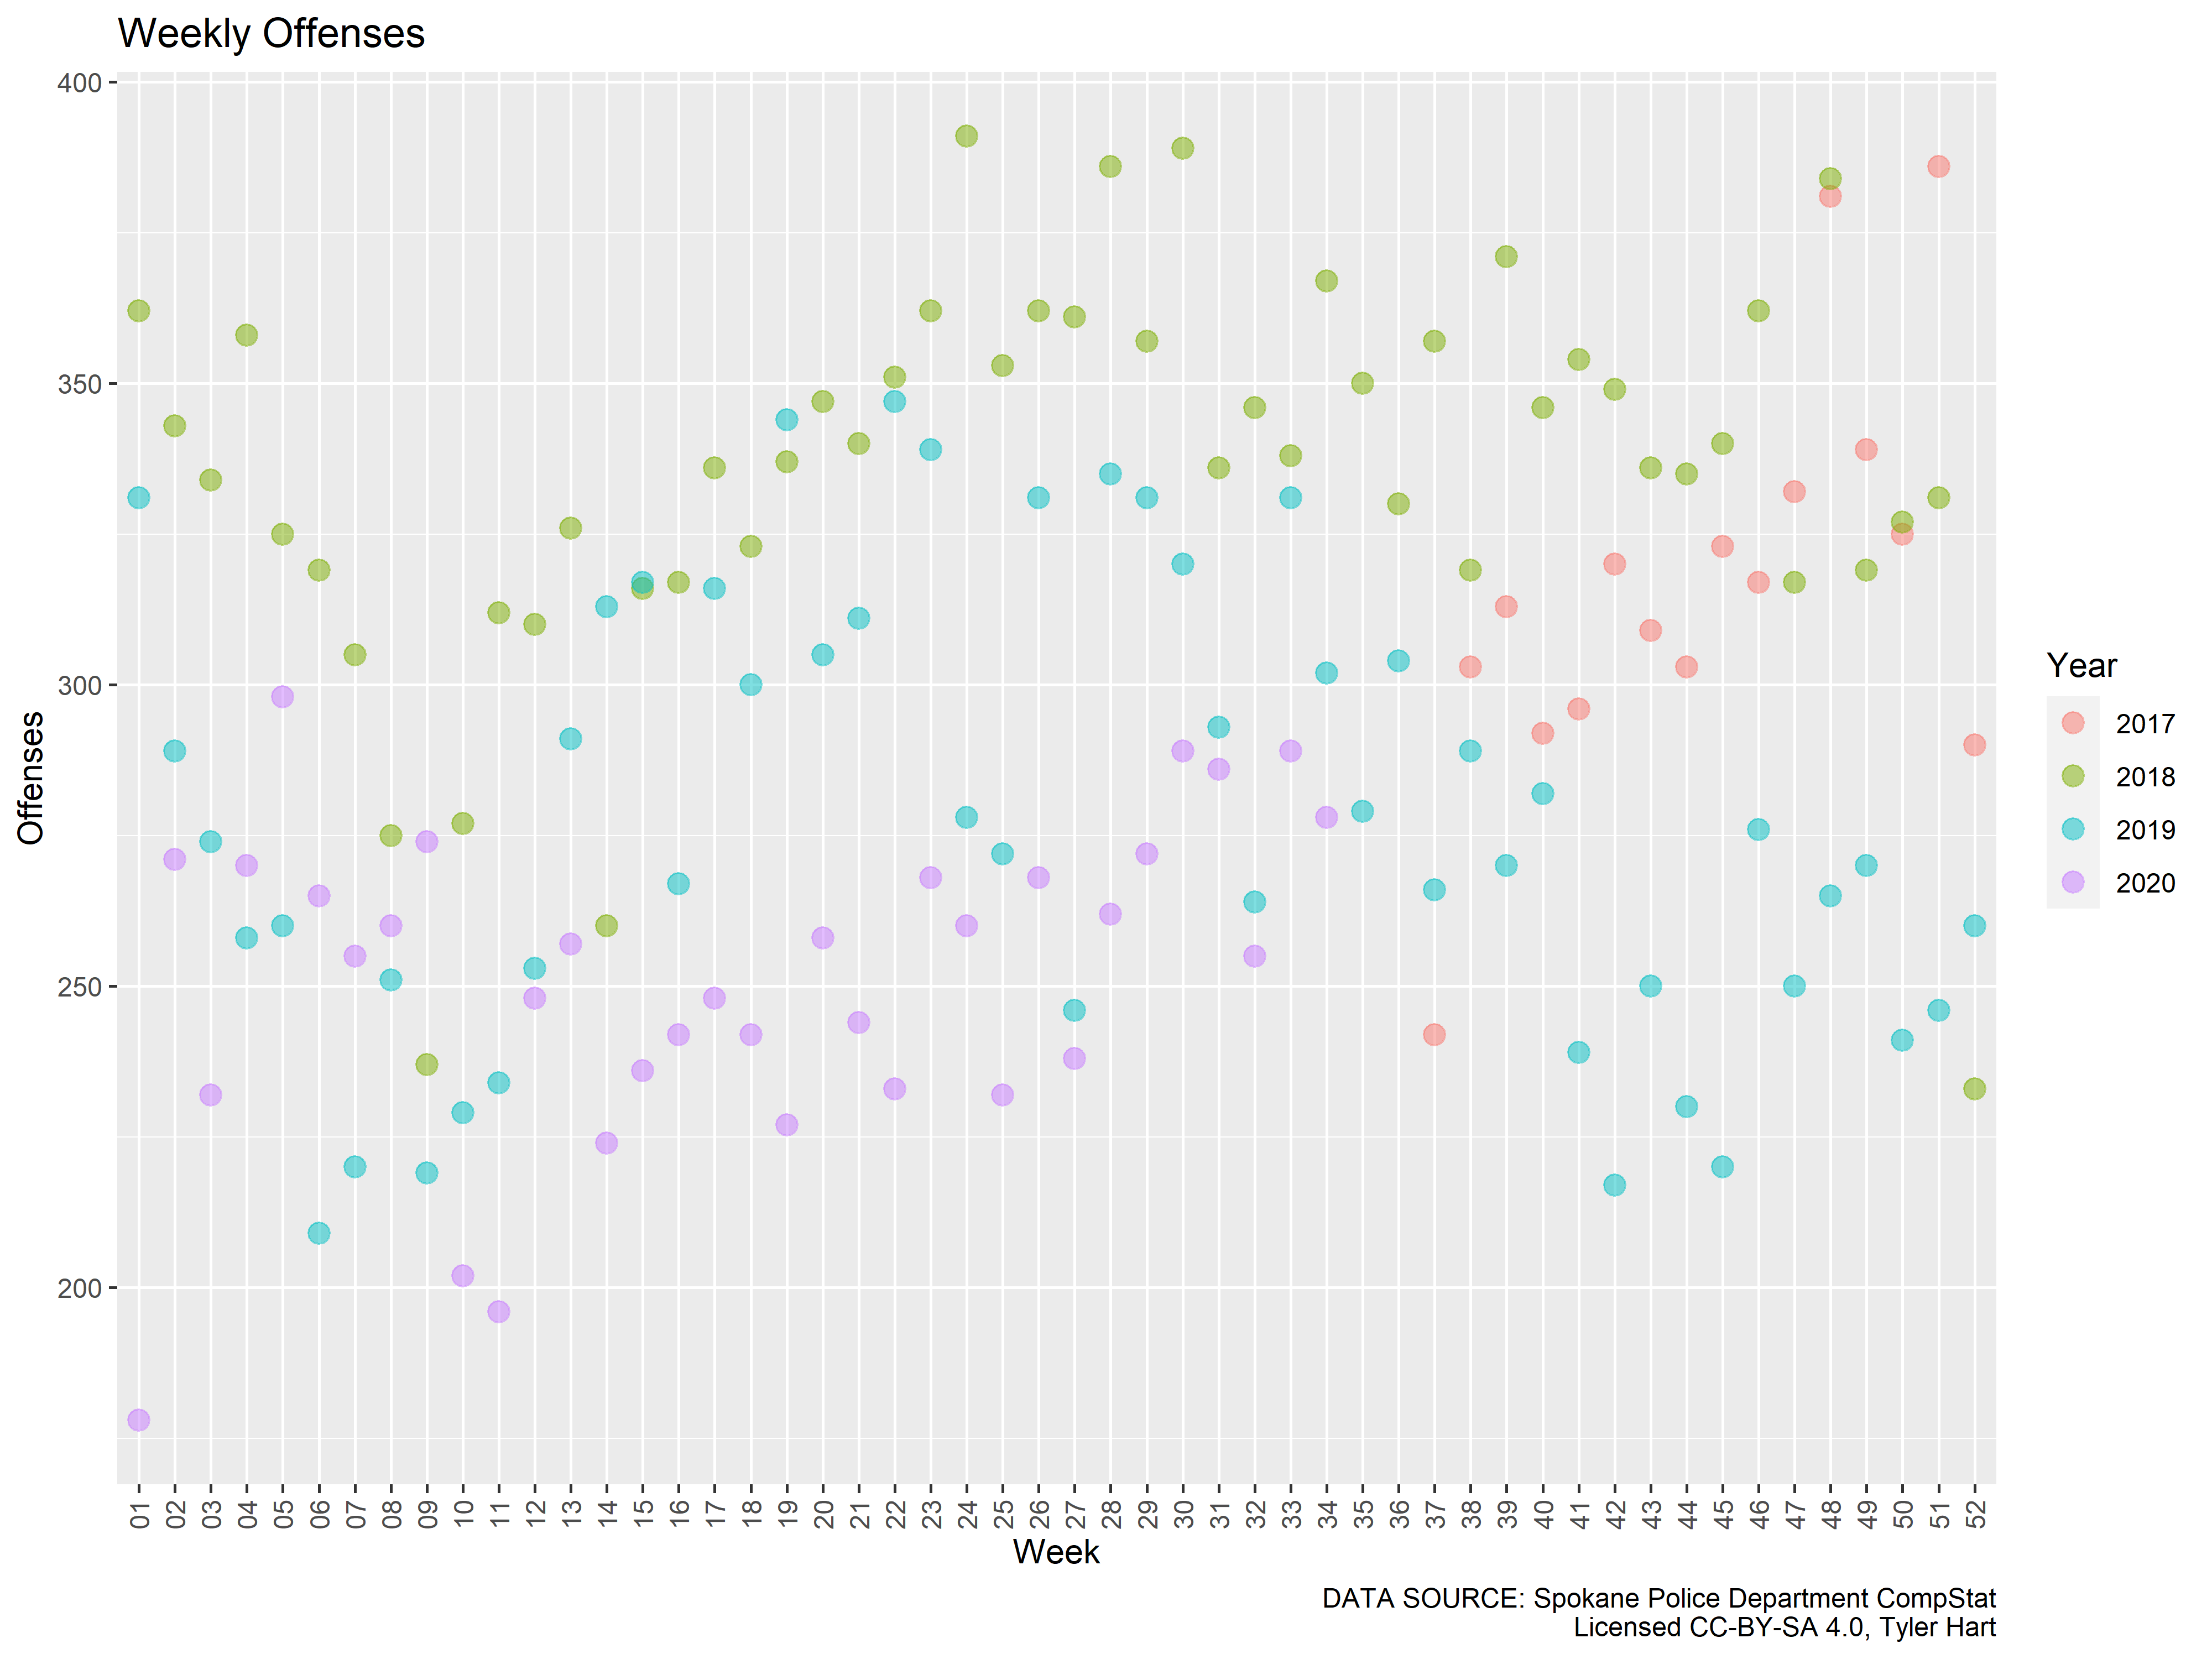 Weekly Offenses
400
350
300
250
200
Offenses
01 02 03 04 05 06 07 08 09 10 11 12 13 14 15 16 17 18 19 20 21 22 23 24 25 26 27 28 29 30 31 32 33 34 35 36 37 38 39 40 41 42 43 44 45 46 47 48 49 50 51 52
Week
Year
2017
2018
2019
2020
DATA SOURCE: Spokane Police Department CompStat
Licensed CC-BY-SA 4.0, Tyler Hart